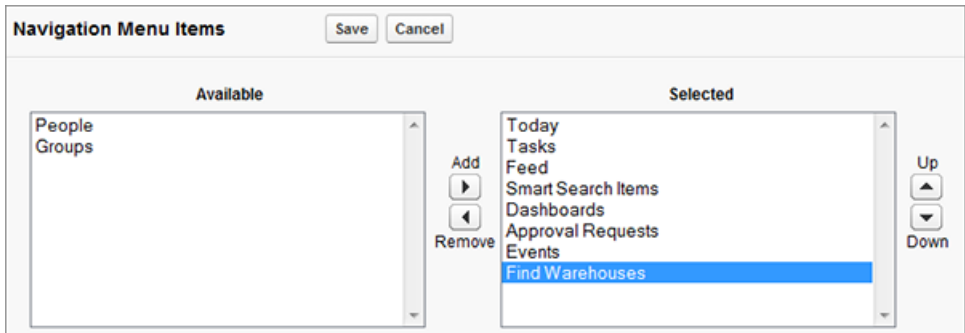 Navigation Menu Items
Save
Cancel
Available
Selected
People
Groups
Add
Remove
Today
Tasks
Feed
Smart Search Items
Dashboards
Approval Requests
Events
Find Warehouses
Up
Down